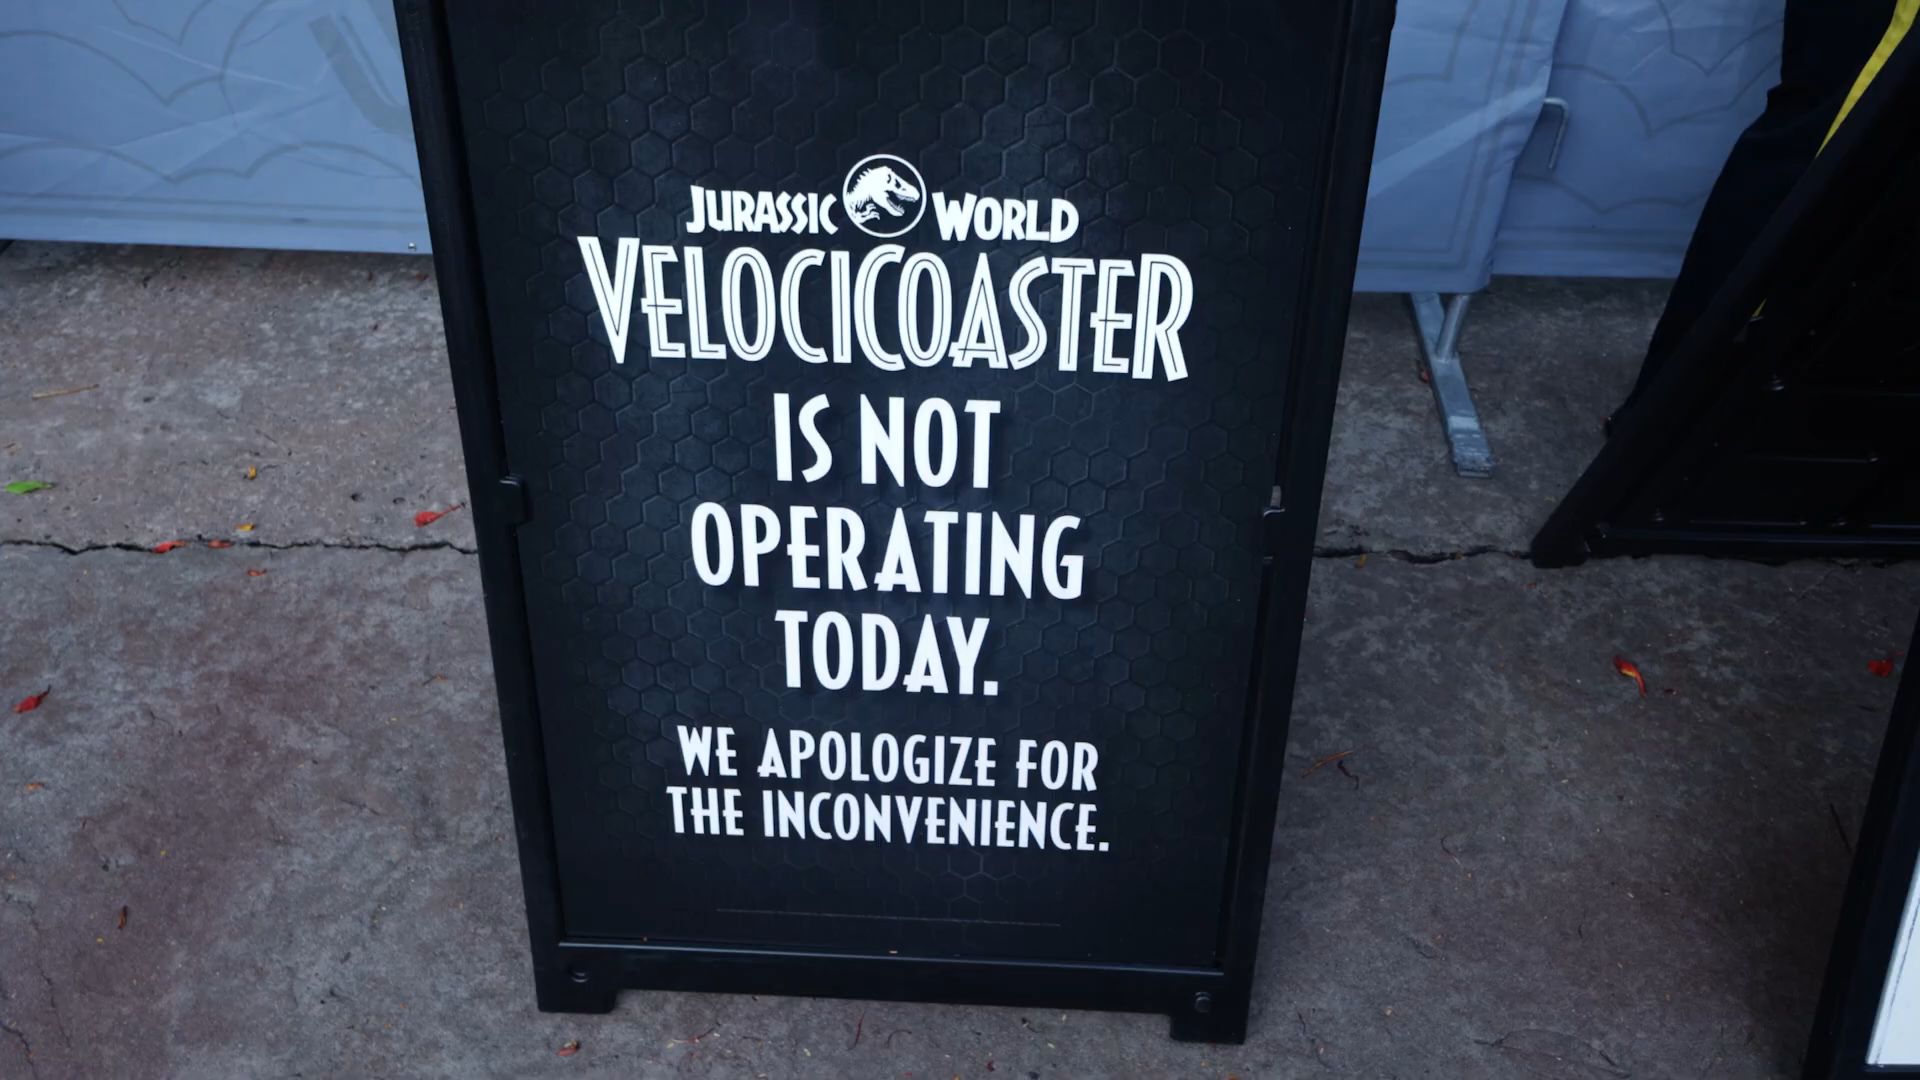 JURASSIC WORLD
VELOCICOASTER
IS NOT
OPERATING
TODAY.
WE APOLOGIZE FOR
THE INCONVENIENCE.